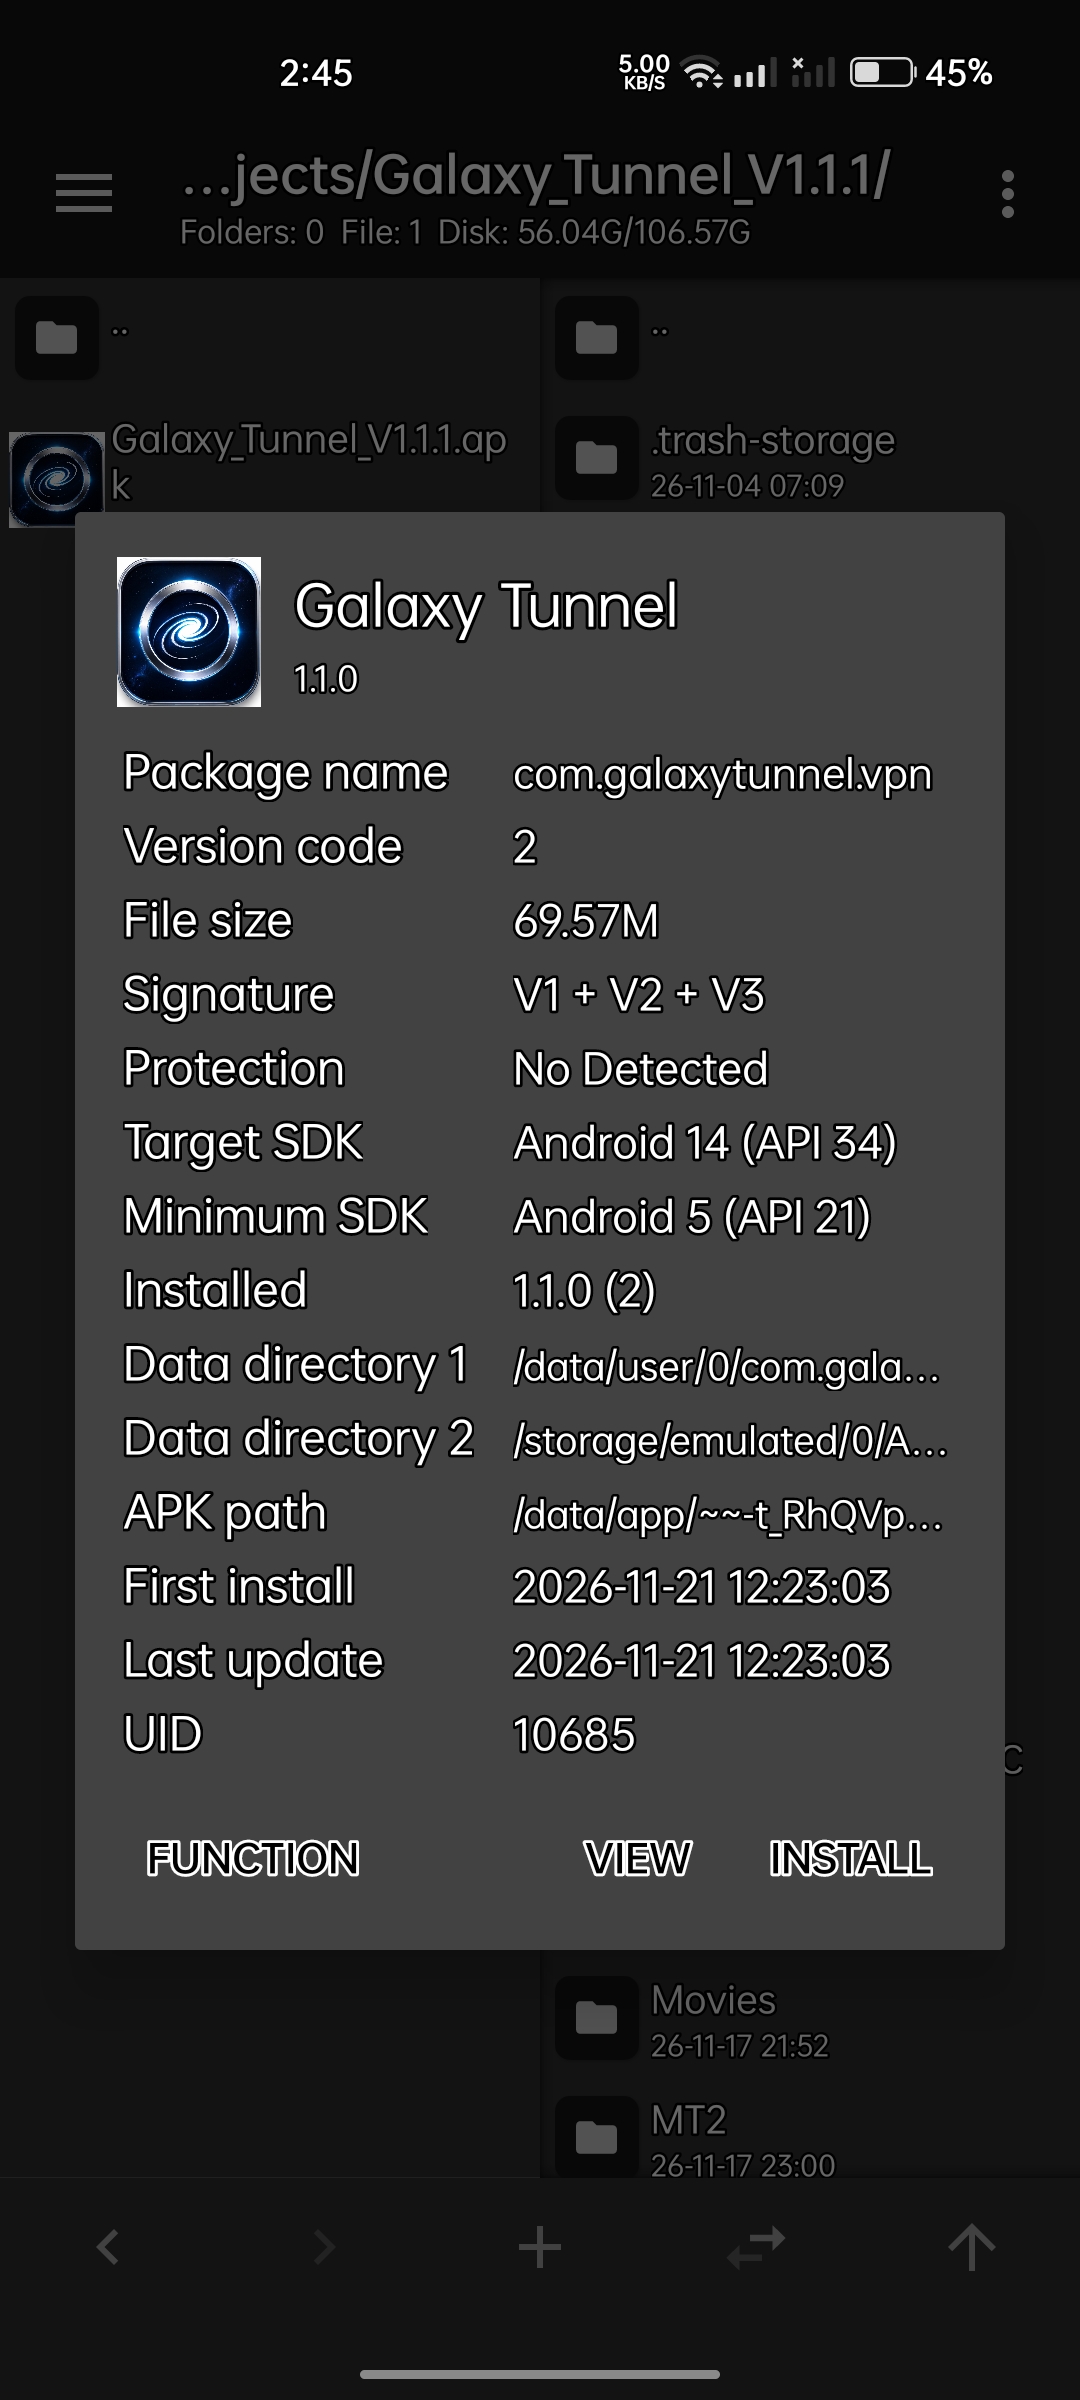 2:45
5.00
KB/S
45%
...jects/Galaxy_Tunnel_V1.1.1/
Folders: 0 File: 1 Disk: 56.04G/106.57G
..
..
Galaxy_Tunnel_V1.1.1.ap
k
.trash-storage
26-11-04 07:09
Galaxy Tunnel
1.1.0
Package name com.galaxytunnel.vpn
Version code 2
File size 69.57M
Signature V1 + V2 + V3
Protection No Detected
Target SDK Android 14 (API 34)
Minimum SDK Android 5 (API 21)
Installed 1.1.0 (2)
Data directory 1 /data/user/0/com.gala...
Data directory 2 /storage/emulated/0/A...
APK path /data/app/~~-t_RhQVp...
First install 2026-11-21 12:23:03
Last update 2026-11-21 12:23:03
UID 10685
C
FUNCTION VIEW INSTALL
Movies
26-11-17 21:52
MT2
26-11-17 23:00